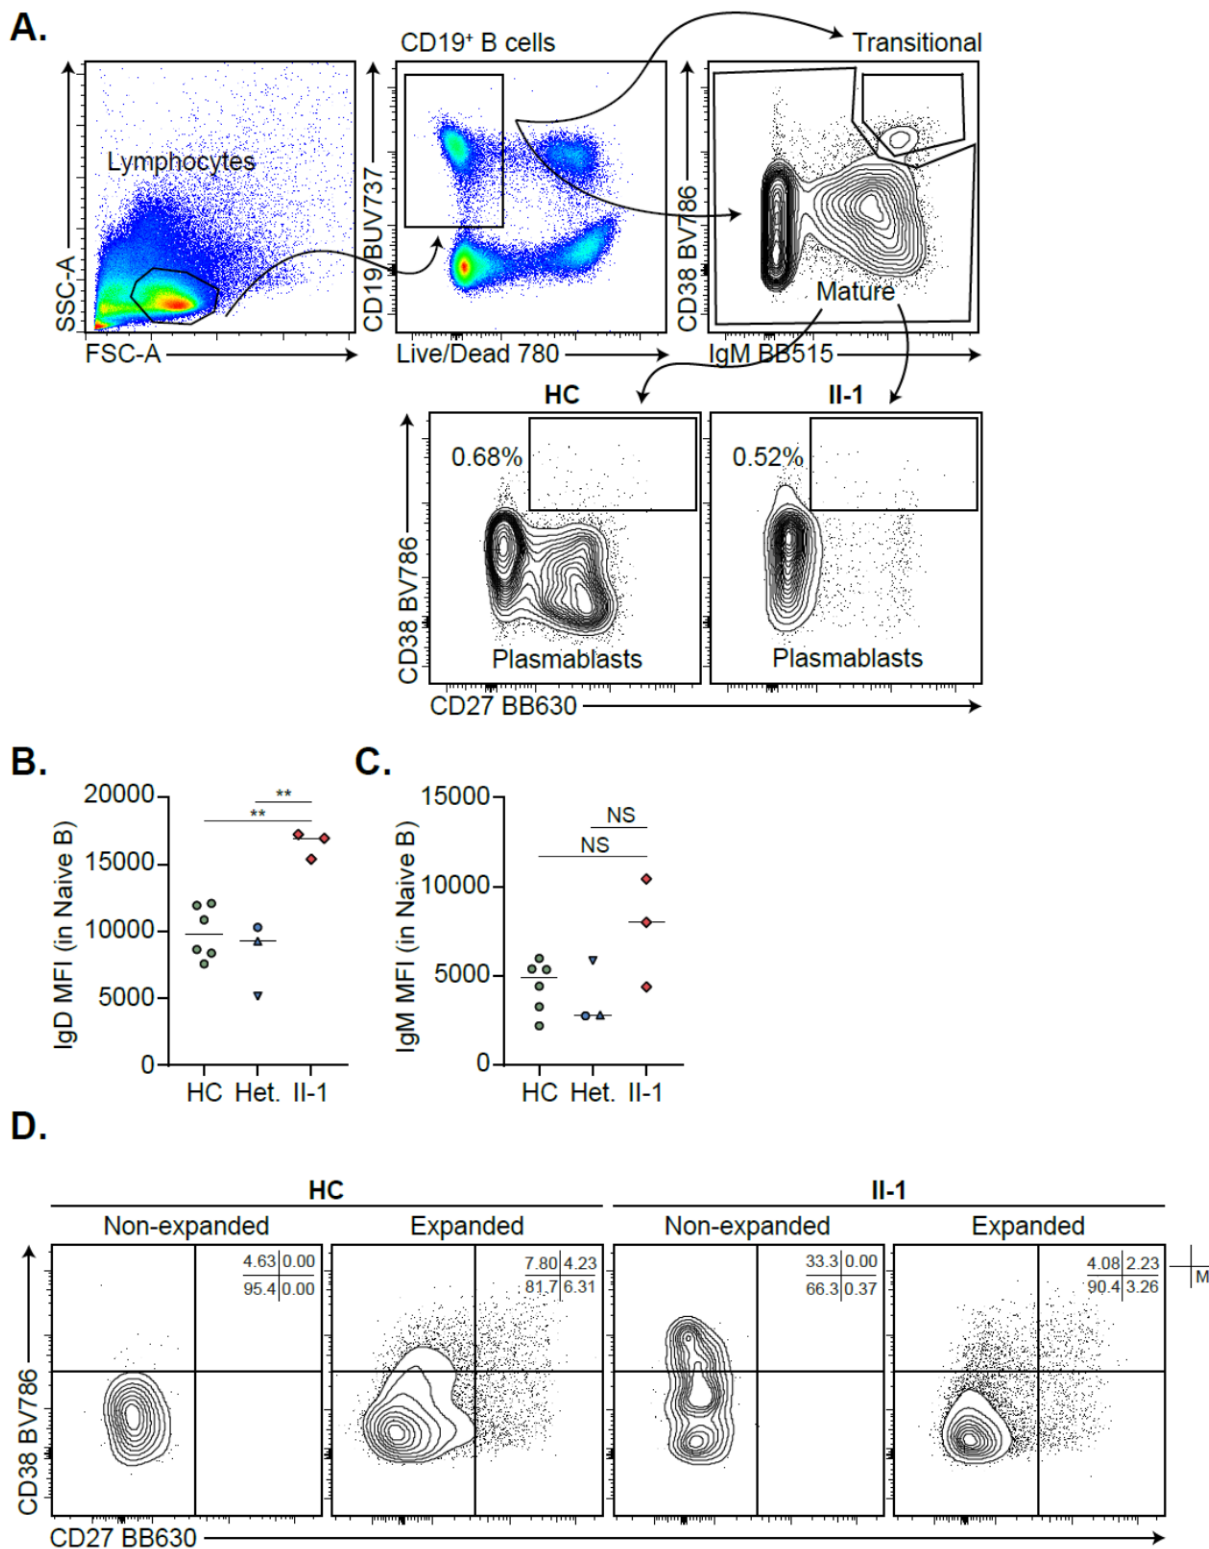 A.
CD19⁺ B cells
Transitional
Lymphocytes
SSC-A
FSC-A
CD19 BUV737
Live/Dead 780
CD38 BV786
Mature
IgM BB515
HC
II-1
0.68%
0.52%
CD38 BV786
Plasmablasts
Plasmablasts
CD27 BB630
B.
IgD MFI (in Naive B)
20000
15000
10000
5000
0
**
**
HC Het. II-1
C.
IgM MFI (in Naive B)
15000
10000
5000
0
NS
NS
HC Het. II-1
D.
HC
II-1
Non-expanded
Expanded
Non-expanded
Expanded
4.63 0.00
95.4 0.00
7.80 4.23
81.7 6.31
33.3 0.00
66.3 0.37
4.08 2.23
90.4 3.26
M
CD38 BV786
CD27 BB630